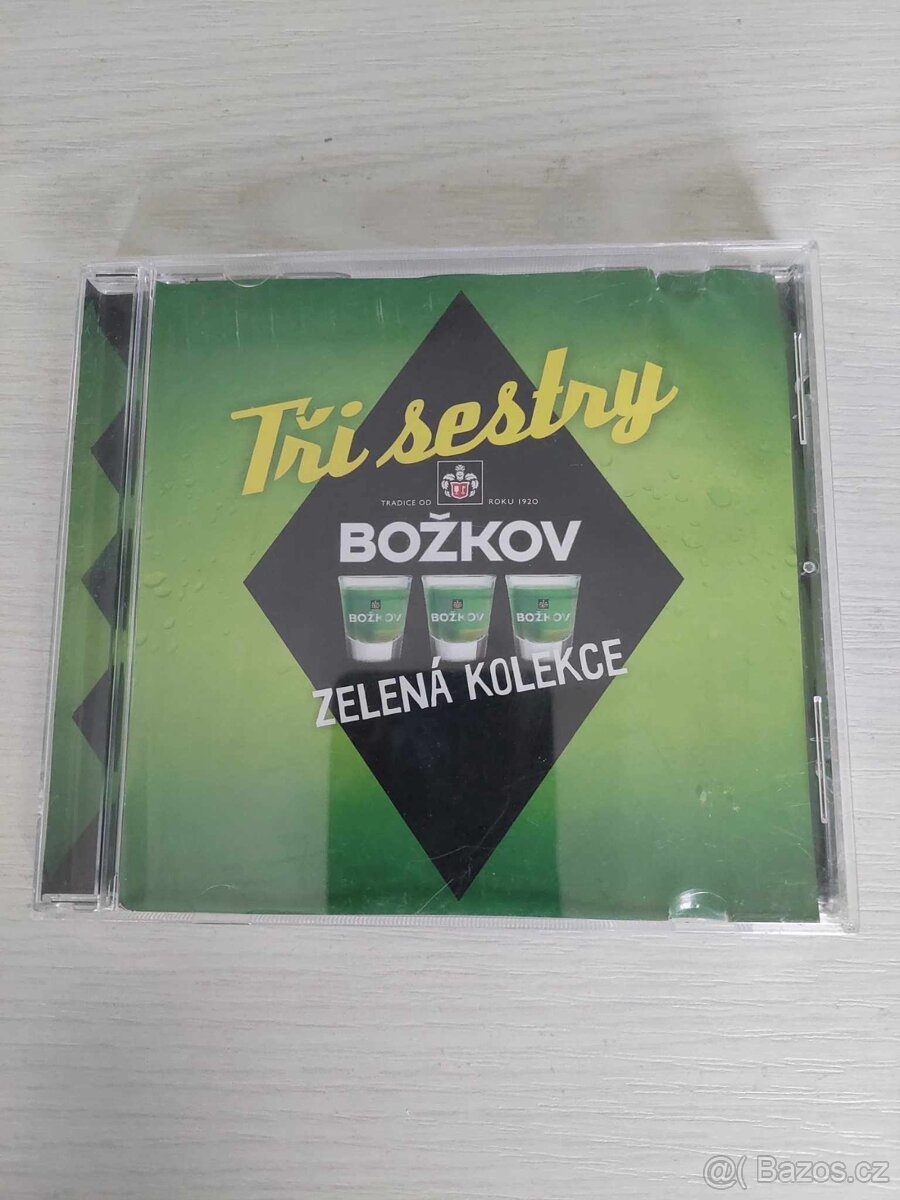 Tři sestry
TRADICE OD ROKU 1920
BOŽKOV
BOŽKOV BOŽKOV BOŽKOV
ZELENÁ KOLEKCE
@( Bazos.cz